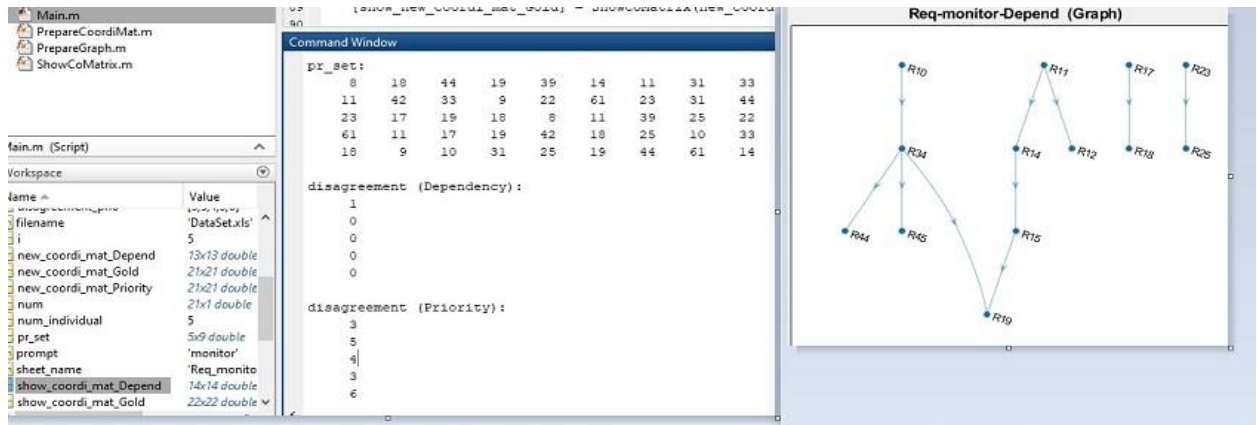 Main.m
PrepareCoordiMat.m
PrepareGraph.m
ShowCoMatrix.m
Main.m (Script)
Workspace
Name Value
filename 'DataSet.xls'
i 5
new_coordi_mat_Depend 13x13 double
new_coordi_mat_Gold 21x21 double
new_coordi_mat_Priority 21x21 double
num 21x1 double
num_individual 5
pr_set 5x9 double
prompt 'monitor'
sheet_name 'Req_monito
show_coordi_mat_Depend 14x14 double
show_coordi_mat_Gold 22x22 double
90
Command Window
pr_set:
8 18 44 19 39 14 11 31 33
11 42 33 9 22 61 23 31 44
23 17 19 18 8 11 39 25 22
61 11 17 19 42 18 25 10 33
18 9 10 31 25 19 44 61 14
disagreement (Dependency):
1
0
0
0
0
disagreement (Priority):
3
5
4
3
6
Req-monitor-Depend (Graph)
R10
R11
R17
R23
R34
R14
R12
R18
R25
R44
R45
R15
R19